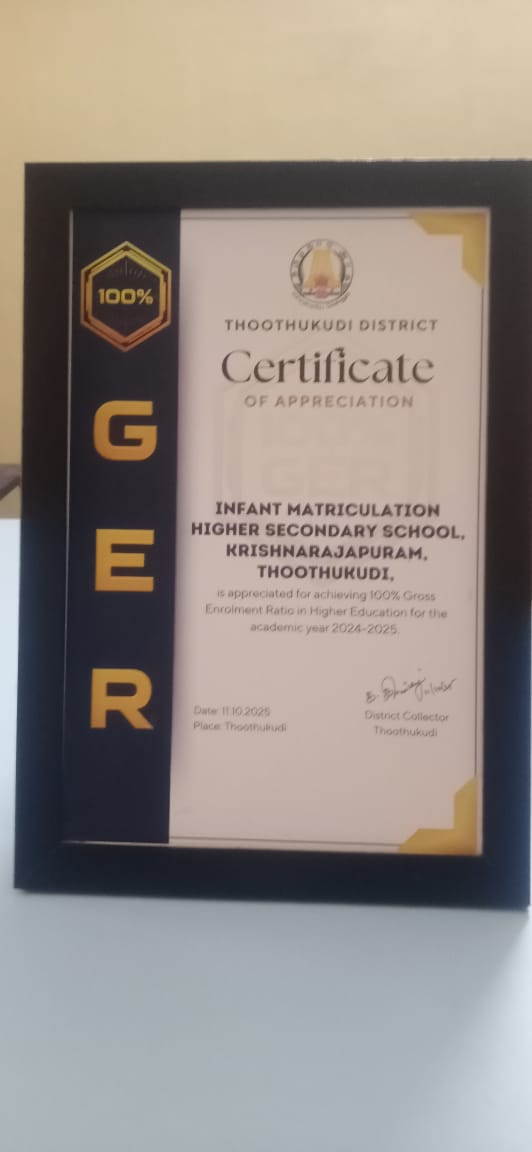 100%
G
E
R
THOOTHUKUDI DISTRICT
Certificate
OF APPRECIATION
INFANT MATRICULATION
HIGHER SECONDARY SCHOOL,
KRISHNARAJAPURAM,
THOOTHUKUDI,
is appreciated for achieving 100% Gross
Enrolment Ratio in Higher Education for the
academic year 2024-2025.
Date: 11.10.2025
Place: Thoothukudi
District Collector
Thoothukudi